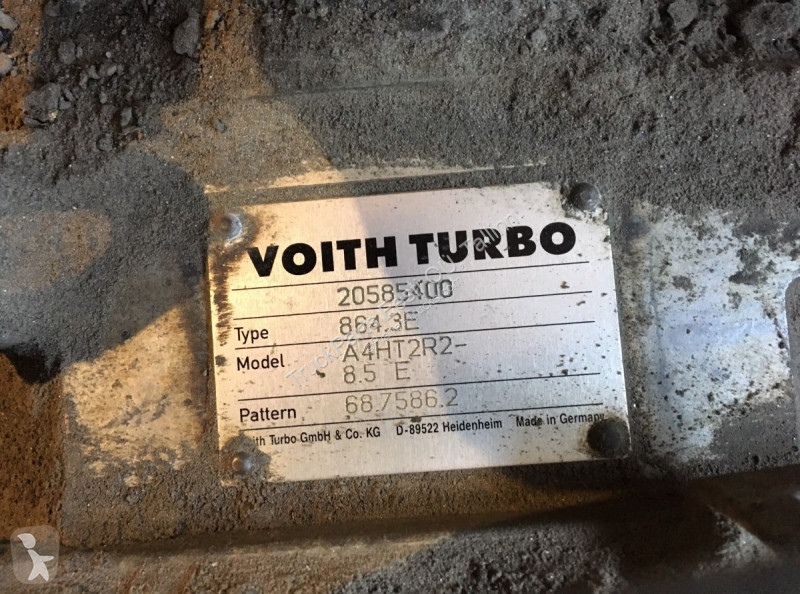 VOITH TURBO
20585400
Type 864.3E
Model A4HT2R2-
8.5 E
Pattern 68.7586.2
ith Turbo GmbH & Co. KG D-89522 Heidenheim Made in Germany